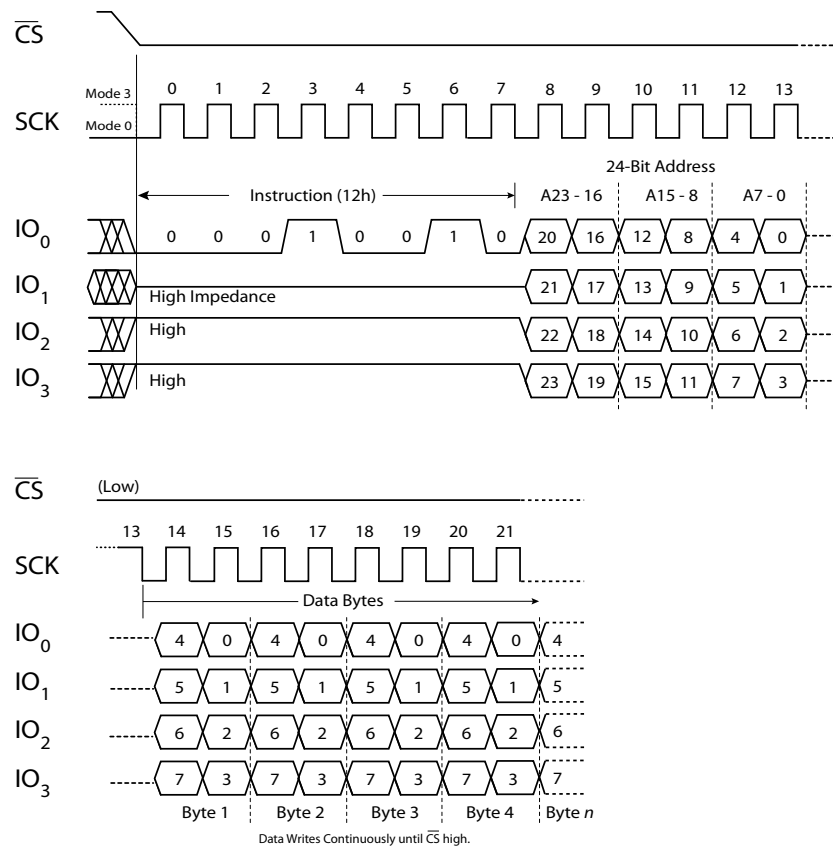 CS
Mode 3
Mode 0
SCK
0 1 2 3 4 5 6 7 8 9 10 11 12 13
24-Bit Address
Instruction (12h)
A23 - 16 A15 - 8 A7 - 0
IO0 0 0 0 1 0 0 1 0 20 16 12 8 4 0
IO1 High Impedance 21 17 13 9 5 1
IO2 High 22 18 14 10 6 2
IO3 High 23 19 15 11 7 3
CS (Low)
13 14 15 16 17 18 19 20 21
SCK
Data Bytes
IO0 4 0 4 0 4 0 4 0 4
IO1 5 1 5 1 5 1 5 1 5
IO2 6 2 6 2 6 2 6 2 6
IO3 7 3 7 3 7 3 7 3 7
Byte 1 Byte 2 Byte 3 Byte 4 Byte n
Data Writes Continuously until CS high.